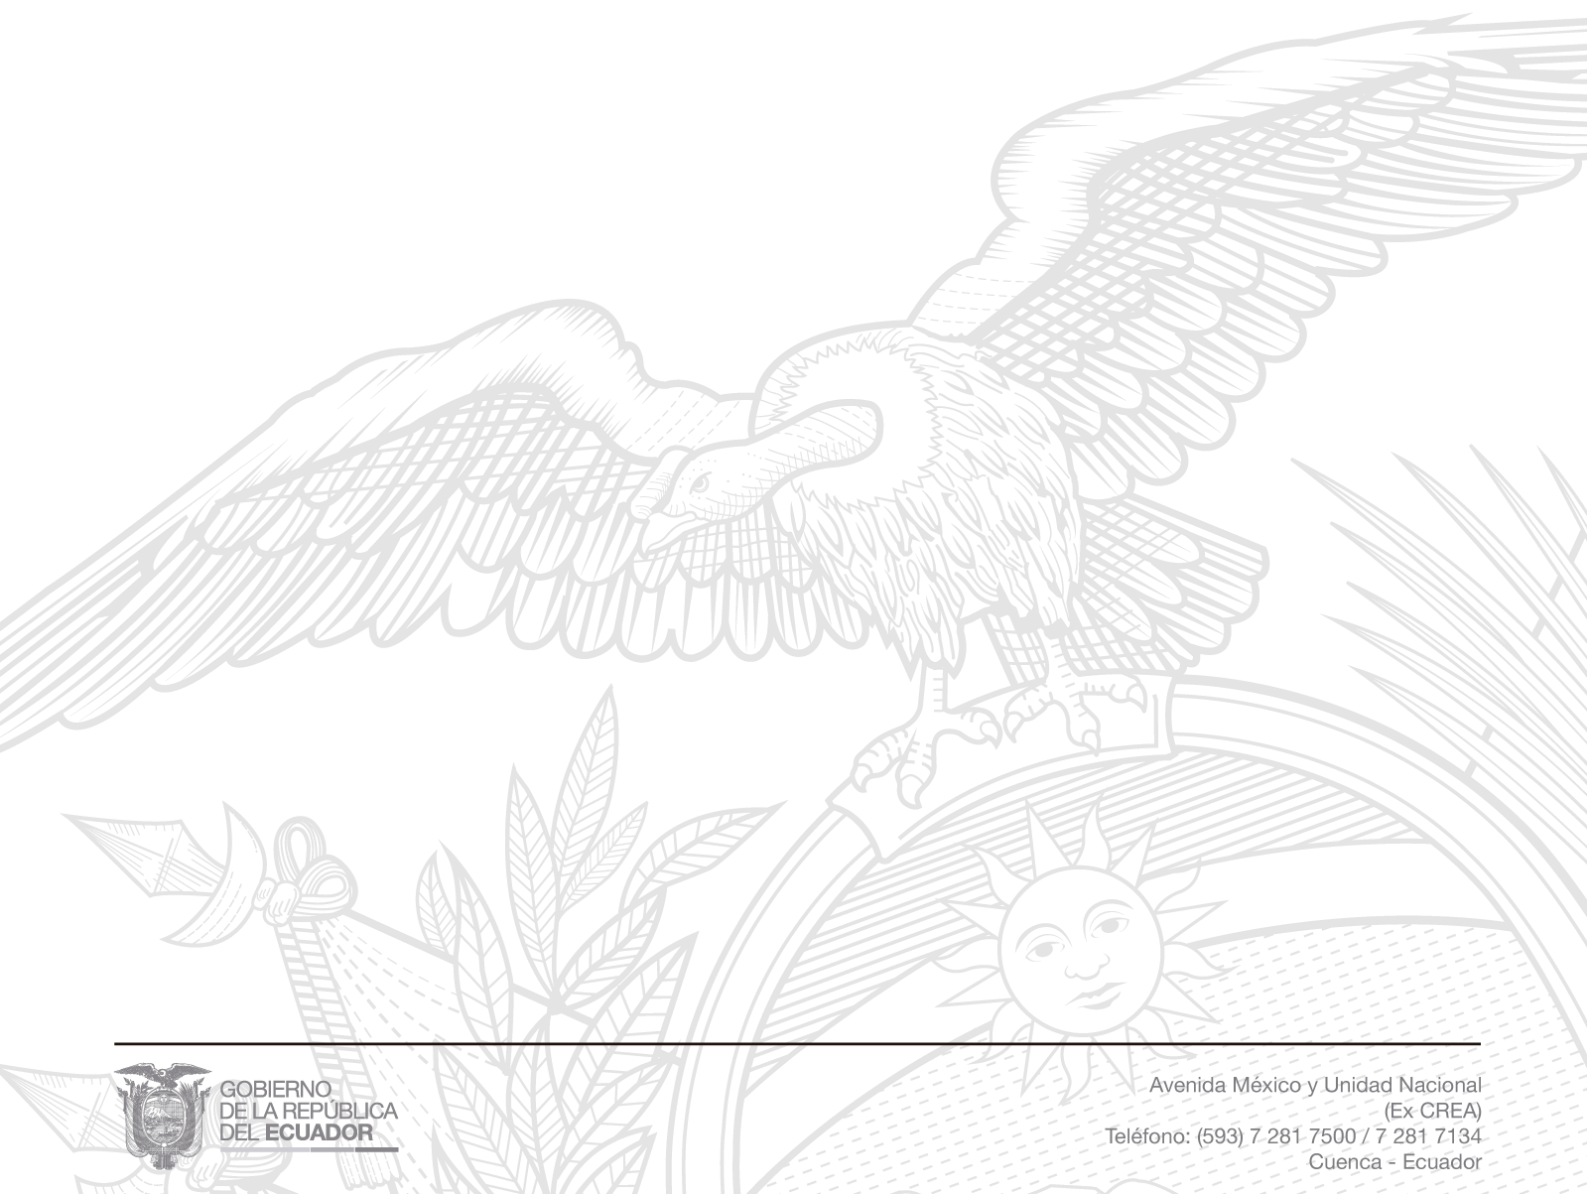 GOBIERNO
DE LA REPÚBLICA
DEL ECUADOR
Avenida México y Unidad Nacional
(Ex CREA)
Teléfono: (593) 7 281 7500 / 7 281 7134
Cuenca - Ecuador